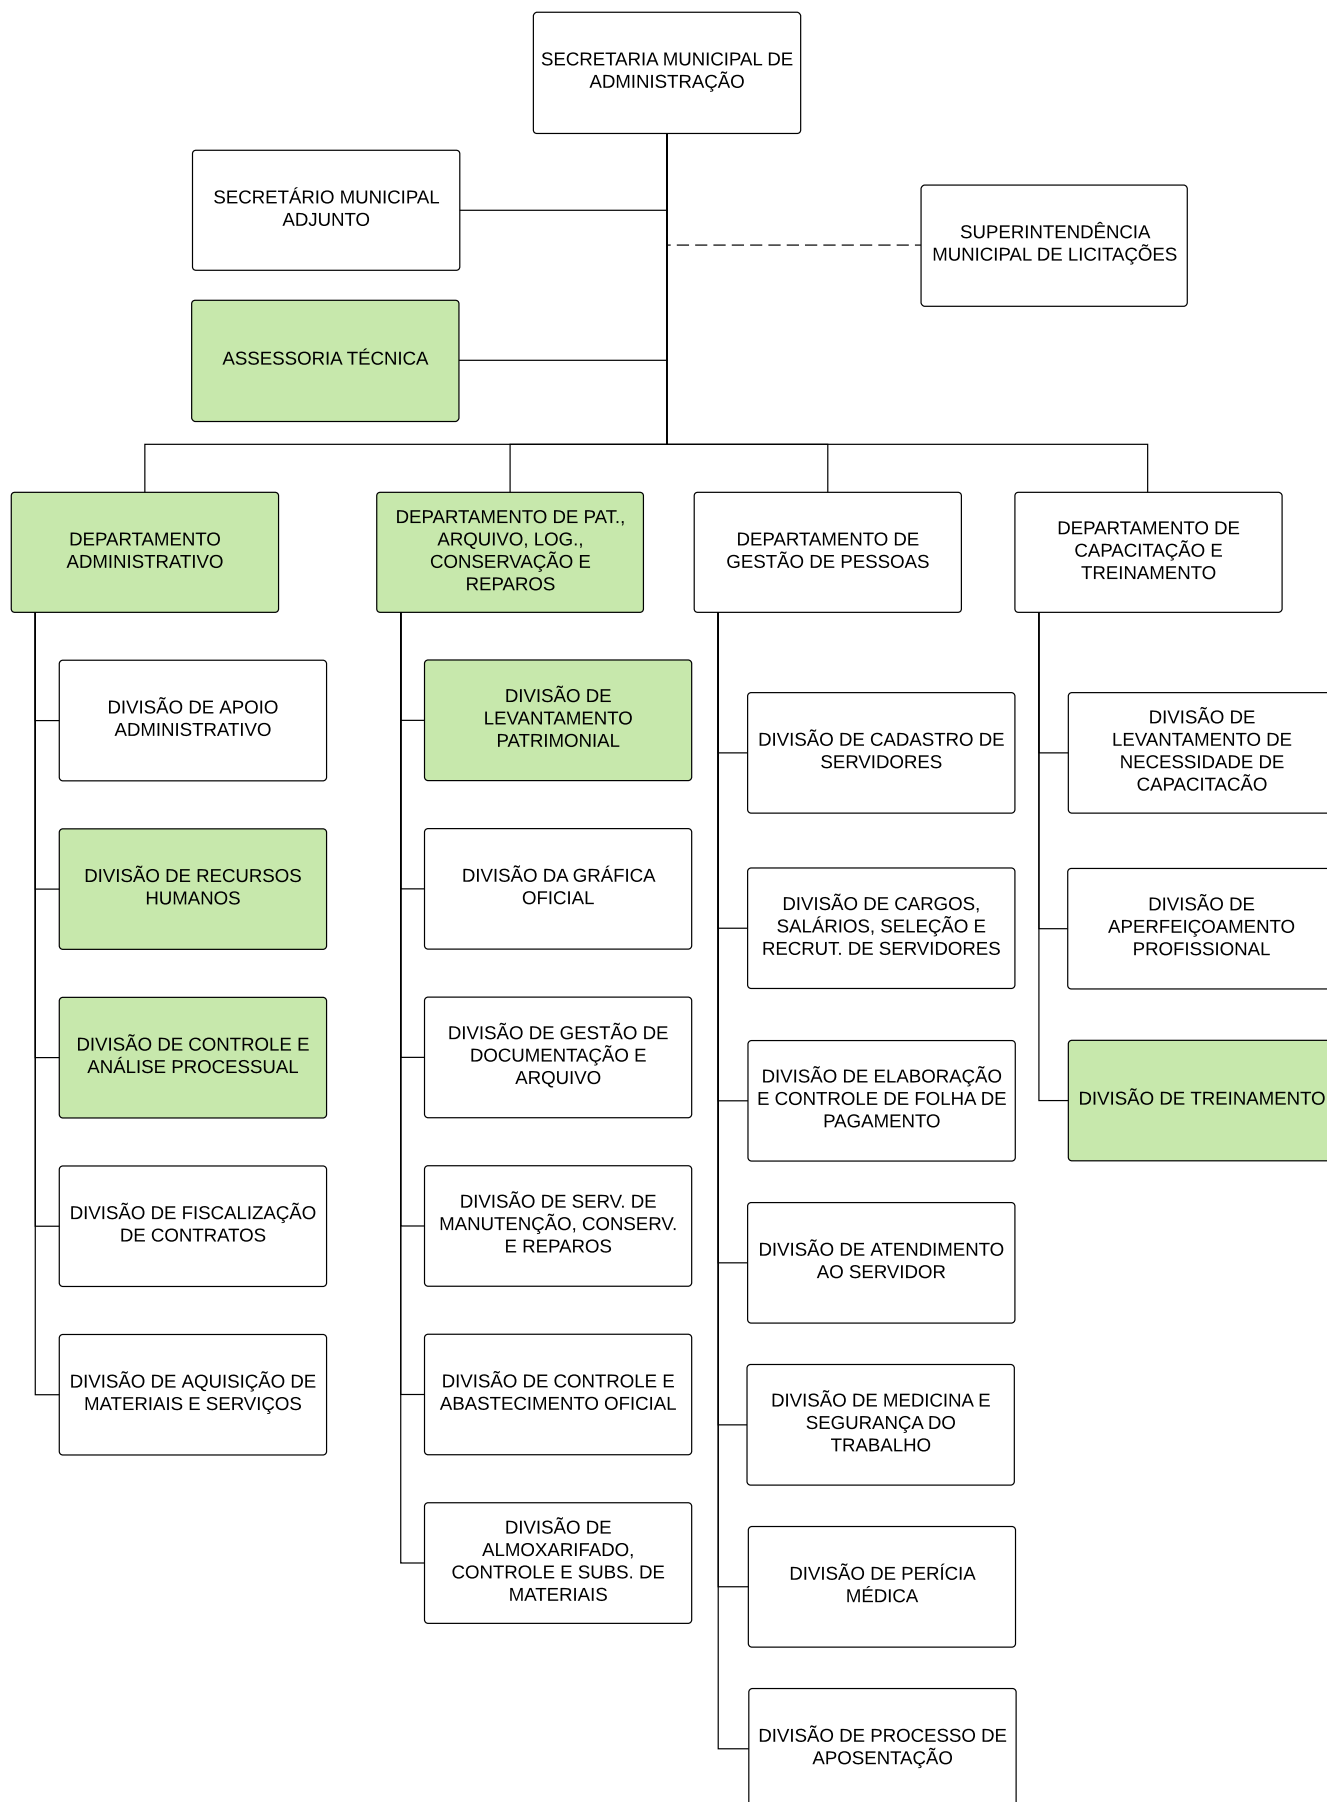 SECRETARIA MUNICIPAL DE
ADMINISTRAÇÃO
SECRETÁRIO MUNICIPAL
ADJUNTO
SUPERINTENDÊNCIA
MUNICIPAL DE LICITAÇÕES
ASSESSORIA TÉCNICA
DEPARTAMENTO
ADMINISTRATIVO
DEPARTAMENTO DE PAT.,
ARQUIVO, LOG.,
CONSERVAÇÃO E
REPAROS
DEPARTAMENTO DE
GESTÃO DE PESSOAS
DEPARTAMENTO DE
CAPACITAÇÃO E
TREINAMENTO
DIVISÃO DE APOIO
ADMINISTRATIVO
DIVISÃO DE RECURSOS
HUMANOS
DIVISÃO DE CONTROLE E
ANÁLISE PROCESSUAL
DIVISÃO DE FISCALIZAÇÃO
DE CONTRATOS
DIVISÃO DE AQUISIÇÃO DE
MATERIAIS E SERVIÇOS
DIVISÃO DE
LEVANTAMENTO
PATRIMONIAL
DIVISÃO DA GRÁFICA
OFICIAL
DIVISÃO DE GESTÃO DE
DOCUMENTAÇÃO E
ARQUIVO
DIVISÃO DE SERV. DE
MANUTENÇÃO, CONSERV.
E REPAROS
DIVISÃO DE CONTROLE E
ABASTECIMENTO OFICIAL
DIVISÃO DE
ALMOXARIFADO,
CONTROLE E SUBS. DE
MATERIAIS
DIVISÃO DE CADASTRO DE
SERVIDORES
DIVISÃO DE CARGOS,
SALÁRIOS, SELEÇÃO E
RECRUT. DE SERVIDORES
DIVISÃO DE ELABORAÇÃO
E CONTROLE DE FOLHA DE
PAGAMENTO
DIVISÃO DE ATENDIMENTO
AO SERVIDOR
DIVISÃO DE MEDICINA E
SEGURANÇA DO
TRABALHO
DIVISÃO DE PERÍCIA
MÉDICA
DIVISÃO DE PROCESSO DE
APOSENTAÇÃO
DIVISÃO DE
LEVANTAMENTO DE
NECESSIDADE DE
CAPACITACÃO
DIVISÃO DE
APERFEIÇOAMENTO
PROFISSIONAL
DIVISÃO DE TREINAMENTO